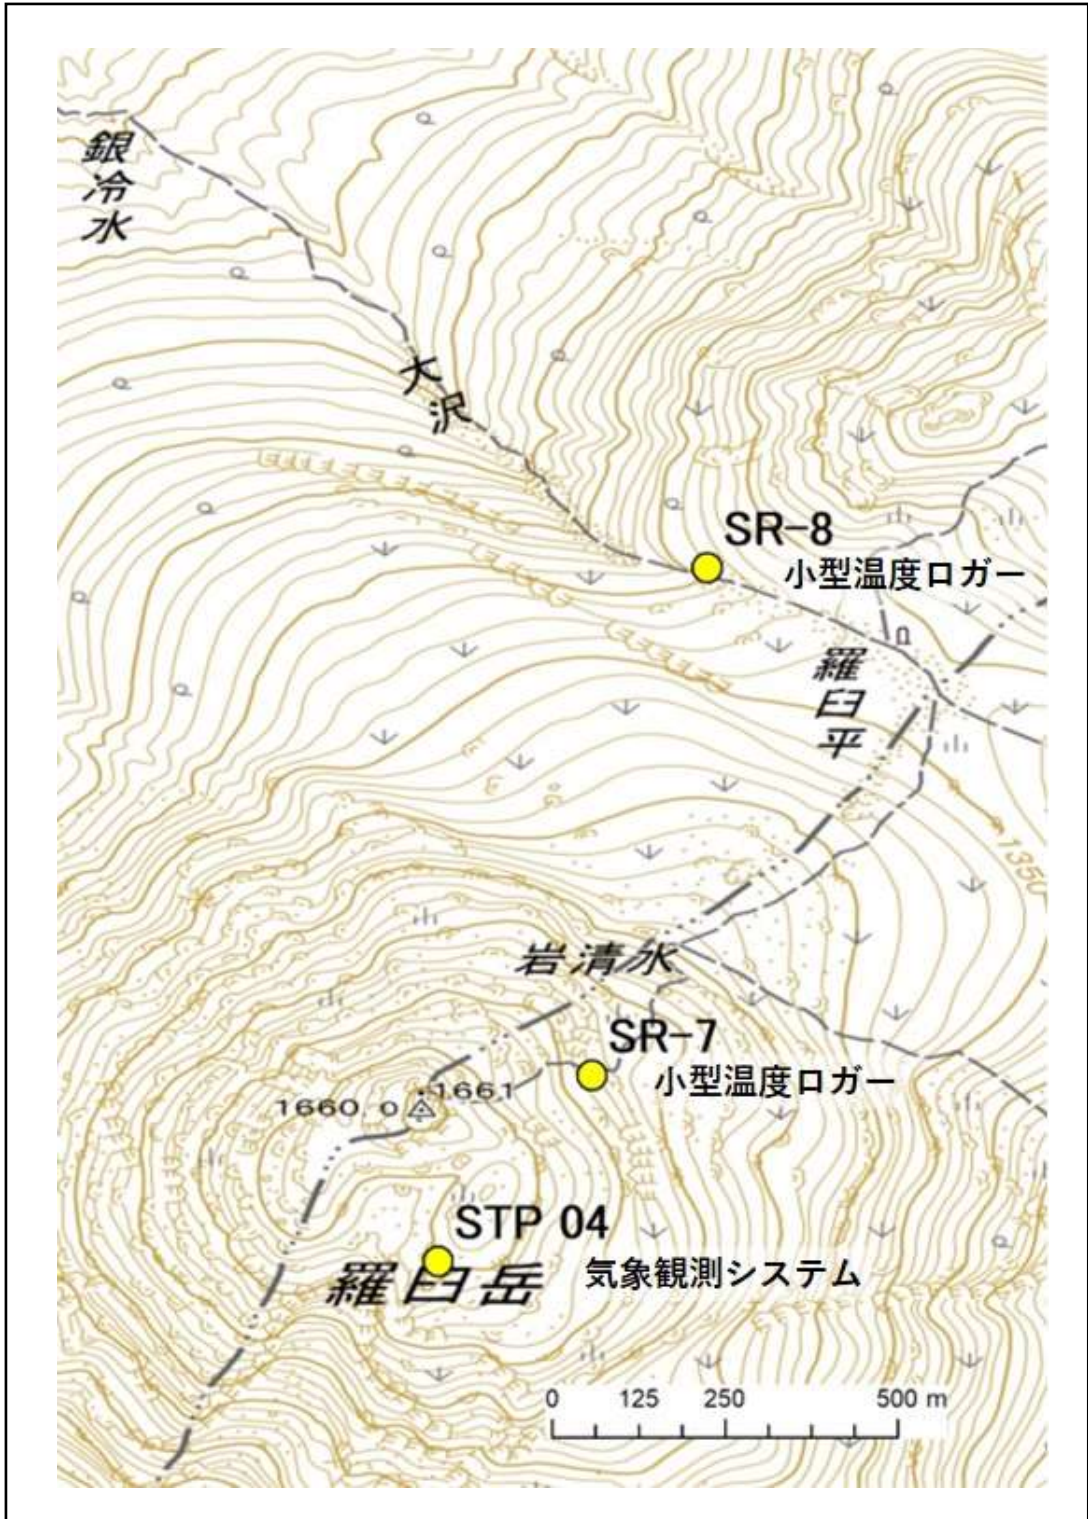 銀冷水
大沢
SR-8
小型温度ロガー
羅臼平
1350
岩清水
SR-7
小型温度ロガー
1661
1660.0
STP 04
羅臼岳
気象観測システム
0 125 250 500 m